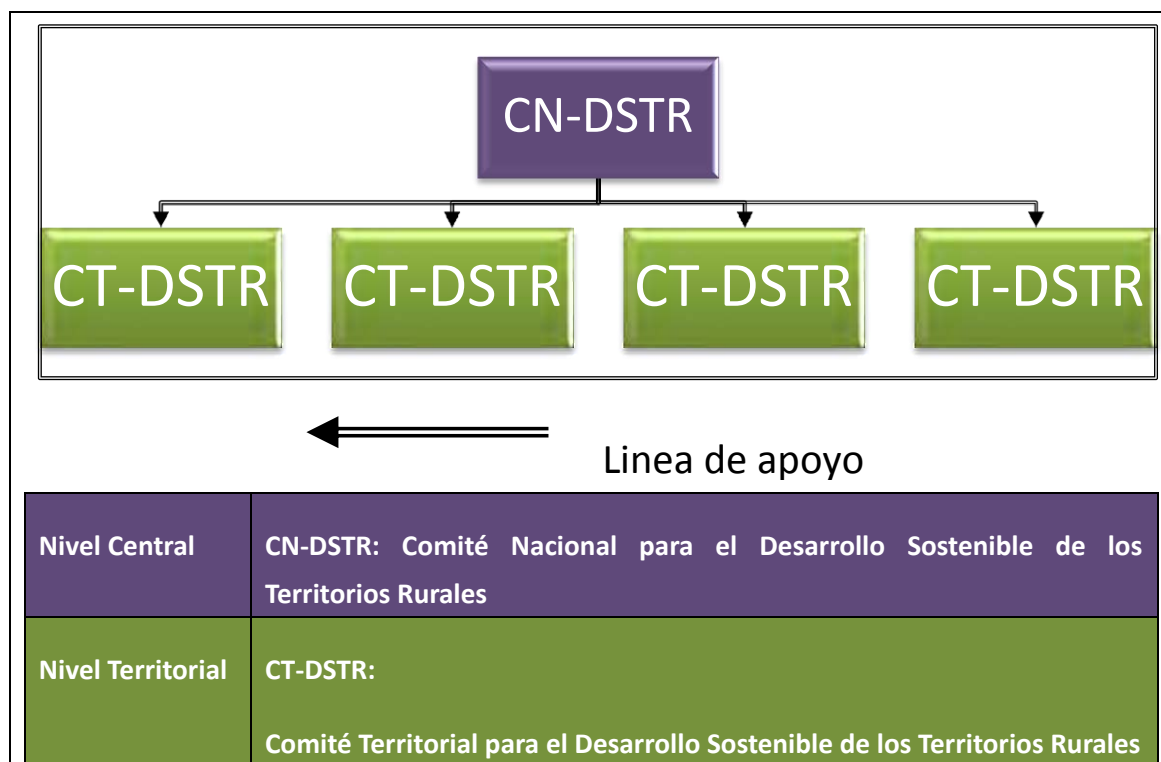 CN-DSTR
CT-DSTR CT-DSTR CT-DSTR CT-DSTR
Linea de apoyo
Nivel Central
CN-DSTR: Comité Nacional para el Desarrollo Sostenible de los
Territorios Rurales
Nivel Territorial
CT-DSTR:
Comité Territorial para el Desarrollo Sostenible de los Territorios Rurales